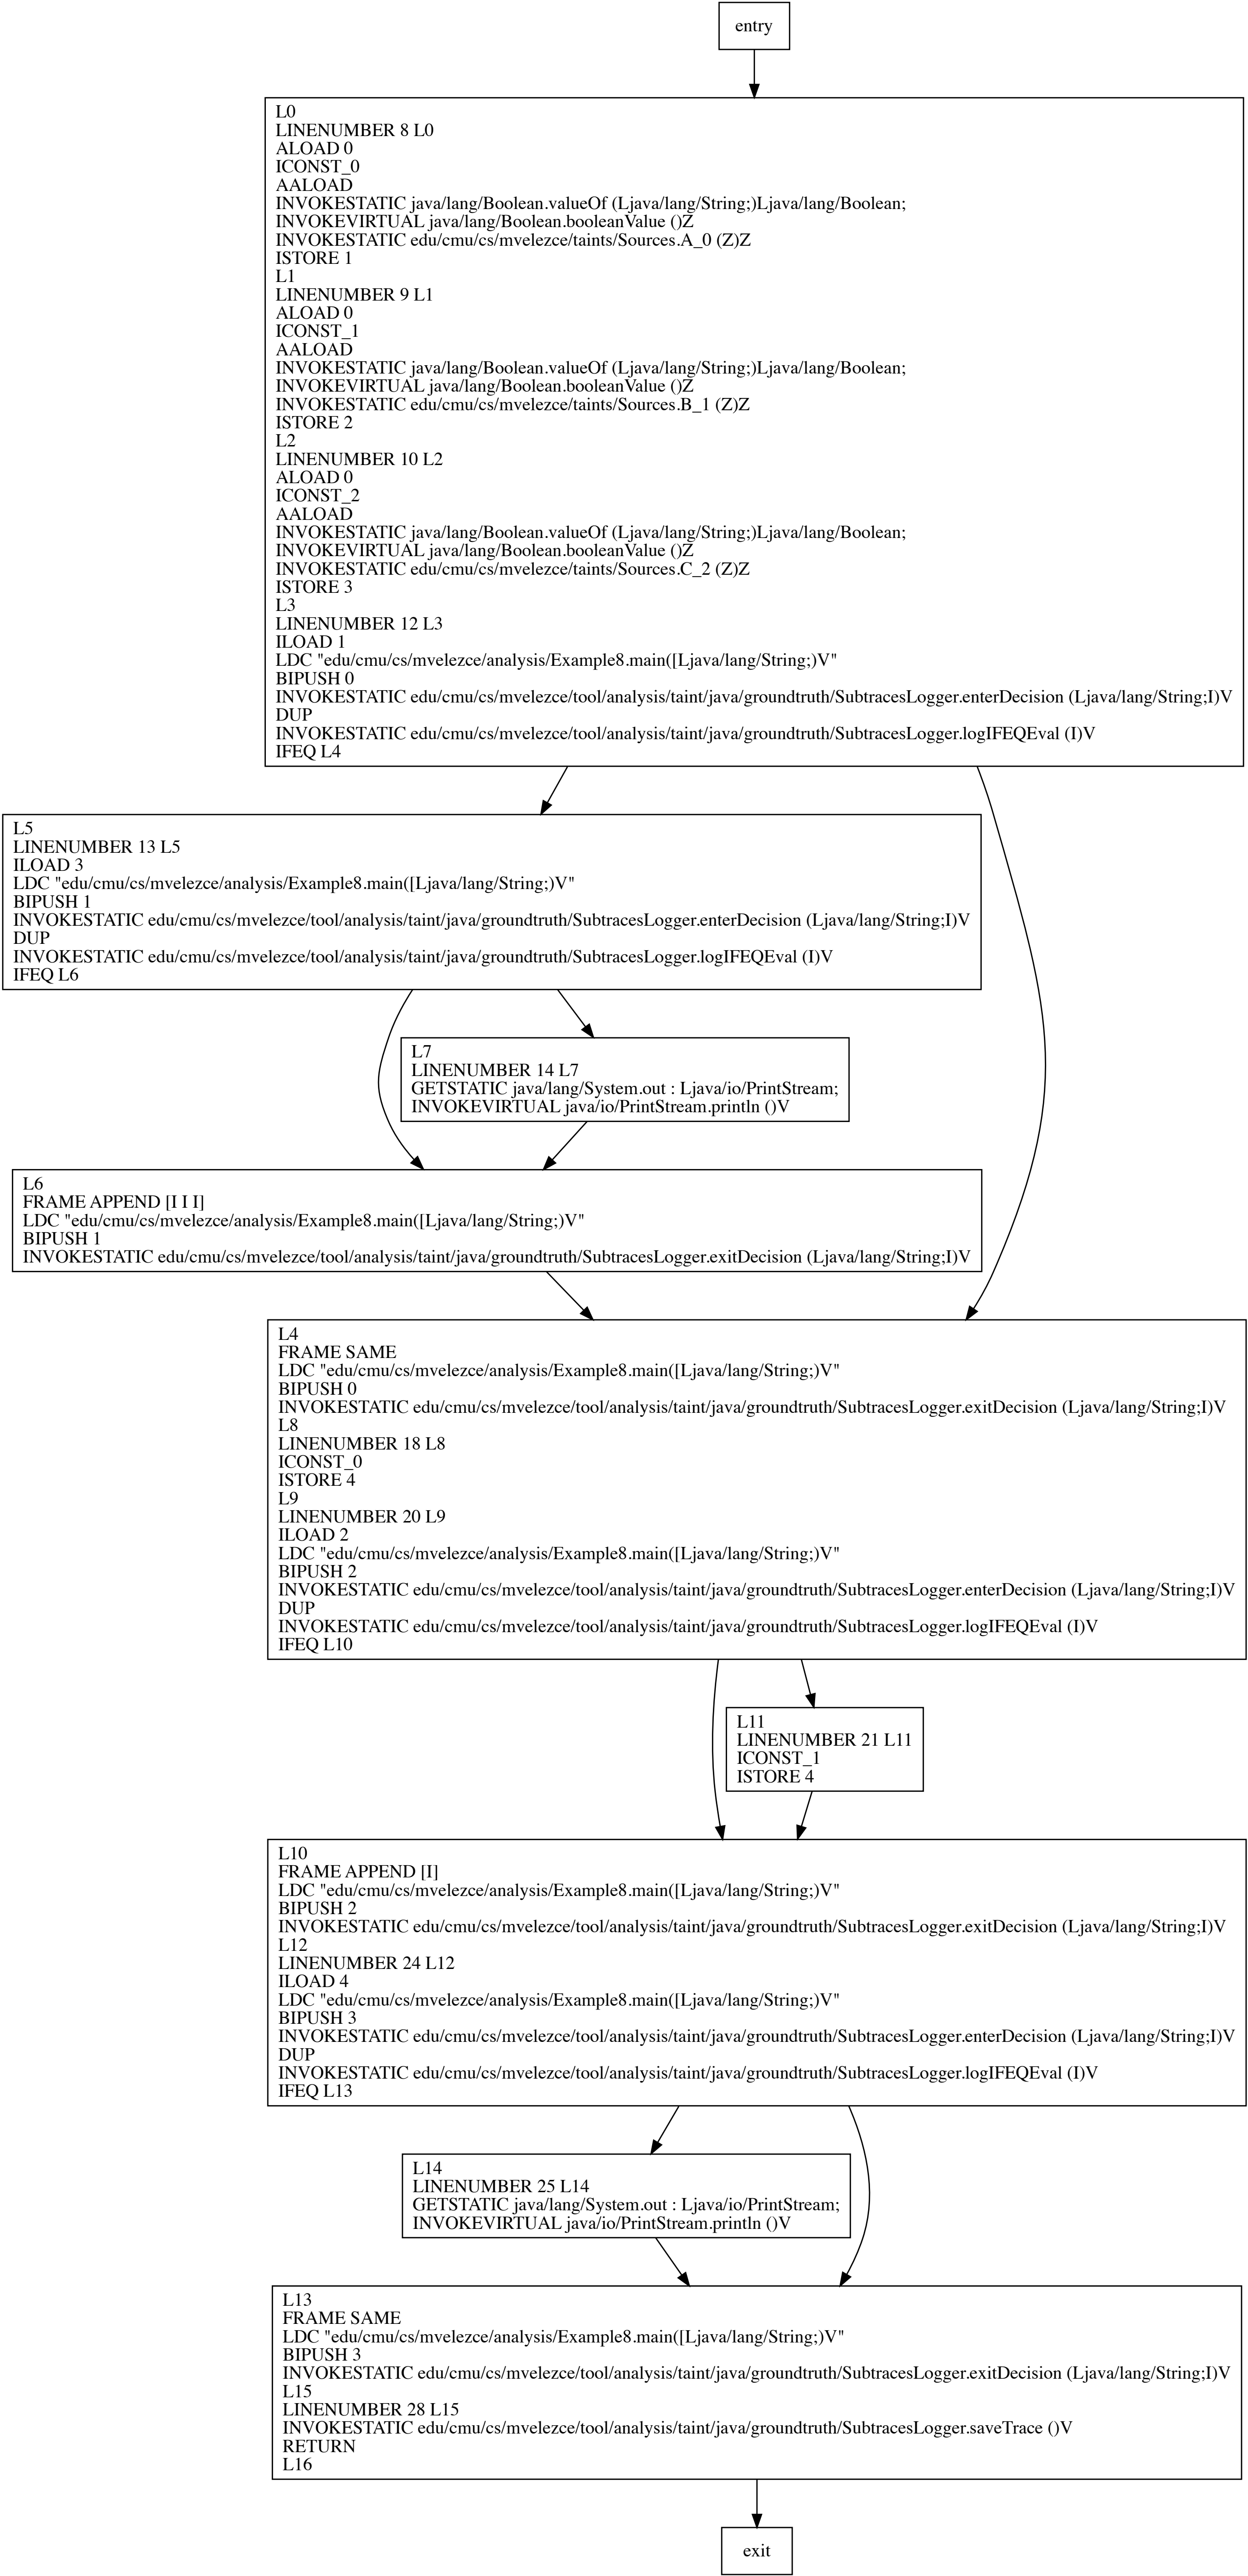 entry
L0
LINENUMBER 8 L0
ALOAD 0
ICONST_0
AALOAD
INVOKESTATIC java/lang/Boolean.valueOf (Ljava/lang/String;)Ljava/lang/Boolean;
INVOKEVIRTUAL java/lang/Boolean.booleanValue ()Z
INVOKESTATIC edu/cmu/cs/mvelezce/taints/Sources.A_0 (Z)Z
ISTORE 1
L1
LINENUMBER 9 L1
ALOAD 0
ICONST_1
AALOAD
INVOKESTATIC java/lang/Boolean.valueOf (Ljava/lang/String;)Ljava/lang/Boolean;
INVOKEVIRTUAL java/lang/Boolean.booleanValue ()Z
INVOKESTATIC edu/cmu/cs/mvelezce/taints/Sources.B_1 (Z)Z
ISTORE 2
L2
LINENUMBER 10 L2
ALOAD 0
ICONST_2
AALOAD
INVOKESTATIC java/lang/Boolean.valueOf (Ljava/lang/String;)Ljava/lang/Boolean;
INVOKEVIRTUAL java/lang/Boolean.booleanValue ()Z
INVOKESTATIC edu/cmu/cs/mvelezce/taints/Sources.C_2 (Z)Z
ISTORE 3
L3
LINENUMBER 12 L3
ILOAD 1
LDC "edu/cmu/cs/mvelezce/analysis/Example8.main([Ljava/lang/String;)V"
BIPUSH 0
INVOKESTATIC edu/cmu/cs/mvelezce/tool/analysis/taint/java/groundtruth/SubtracesLogger.enterDecision (Ljava/lang/String;I)V
DUP
INVOKESTATIC edu/cmu/cs/mvelezce/tool/analysis/taint/java/groundtruth/SubtracesLogger.logIFEQEval (I)V
IFEQ L4
L5
LINENUMBER 13 L5
ILOAD 3
LDC "edu/cmu/cs/mvelezce/analysis/Example8.main([Ljava/lang/String;)V"
BIPUSH 1
INVOKESTATIC edu/cmu/cs/mvelezce/tool/analysis/taint/java/groundtruth/SubtracesLogger.enterDecision (Ljava/lang/String;I)V
DUP
INVOKESTATIC edu/cmu/cs/mvelezce/tool/analysis/taint/java/groundtruth/SubtracesLogger.logIFEQEval (I)V
IFEQ L6
L7
LINENUMBER 14 L7
GETSTATIC java/lang/System.out : Ljava/io/PrintStream;
INVOKEVIRTUAL java/io/PrintStream.println ()V
L6
FRAME APPEND [I I I]
LDC "edu/cmu/cs/mvelezce/analysis/Example8.main([Ljava/lang/String;)V"
BIPUSH 1
INVOKESTATIC edu/cmu/cs/mvelezce/tool/analysis/taint/java/groundtruth/SubtracesLogger.exitDecision (Ljava/lang/String;I)V
L4
FRAME SAME
LDC "edu/cmu/cs/mvelezce/analysis/Example8.main([Ljava/lang/String;)V"
BIPUSH 0
INVOKESTATIC edu/cmu/cs/mvelezce/tool/analysis/taint/java/groundtruth/SubtracesLogger.exitDecision (Ljava/lang/String;I)V
L8
LINENUMBER 18 L8
ICONST_0
ISTORE 4
L9
LINENUMBER 20 L9
ILOAD 2
LDC "edu/cmu/cs/mvelezce/analysis/Example8.main([Ljava/lang/String;)V"
BIPUSH 2
INVOKESTATIC edu/cmu/cs/mvelezce/tool/analysis/taint/java/groundtruth/SubtracesLogger.enterDecision (Ljava/lang/String;I)V
DUP
INVOKESTATIC edu/cmu/cs/mvelezce/tool/analysis/taint/java/groundtruth/SubtracesLogger.logIFEQEval (I)V
IFEQ L10
L11
LINENUMBER 21 L11
ICONST_1
ISTORE 4
L10
FRAME APPEND [I]
LDC "edu/cmu/cs/mvelezce/analysis/Example8.main([Ljava/lang/String;)V"
BIPUSH 2
INVOKESTATIC edu/cmu/cs/mvelezce/tool/analysis/taint/java/groundtruth/SubtracesLogger.exitDecision (Ljava/lang/String;I)V
L12
LINENUMBER 24 L12
ILOAD 4
LDC "edu/cmu/cs/mvelezce/analysis/Example8.main([Ljava/lang/String;)V"
BIPUSH 3
INVOKESTATIC edu/cmu/cs/mvelezce/tool/analysis/taint/java/groundtruth/SubtracesLogger.enterDecision (Ljava/lang/String;I)V
DUP
INVOKESTATIC edu/cmu/cs/mvelezce/tool/analysis/taint/java/groundtruth/SubtracesLogger.logIFEQEval (I)V
IFEQ L13
L14
LINENUMBER 25 L14
GETSTATIC java/lang/System.out : Ljava/io/PrintStream;
INVOKEVIRTUAL java/io/PrintStream.println ()V
L13
FRAME SAME
LDC "edu/cmu/cs/mvelezce/analysis/Example8.main([Ljava/lang/String;)V"
BIPUSH 3
INVOKESTATIC edu/cmu/cs/mvelezce/tool/analysis/taint/java/groundtruth/SubtracesLogger.exitDecision (Ljava/lang/String;I)V
L15
LINENUMBER 28 L15
INVOKESTATIC edu/cmu/cs/mvelezce/tool/analysis/taint/java/groundtruth/SubtracesLogger.saveTrace ()V
RETURN
L16
exit